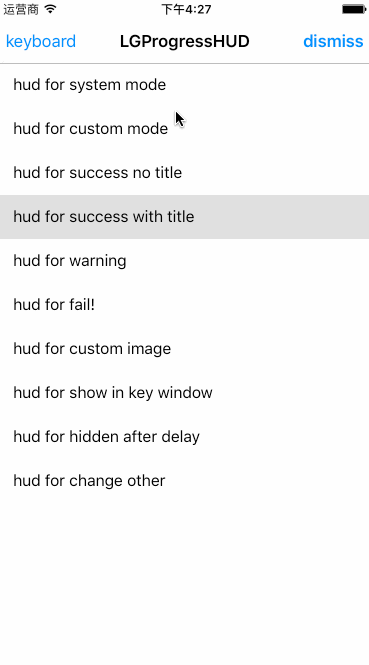 运营商 下午4:27
keyboard LGProgressHUD dismiss
hud for system mode
hud for custom mode
hud for success no title
hud for success with title
hud for warning
hud for fail!
hud for custom image
hud for show in key window
hud for hidden after delay
hud for change other